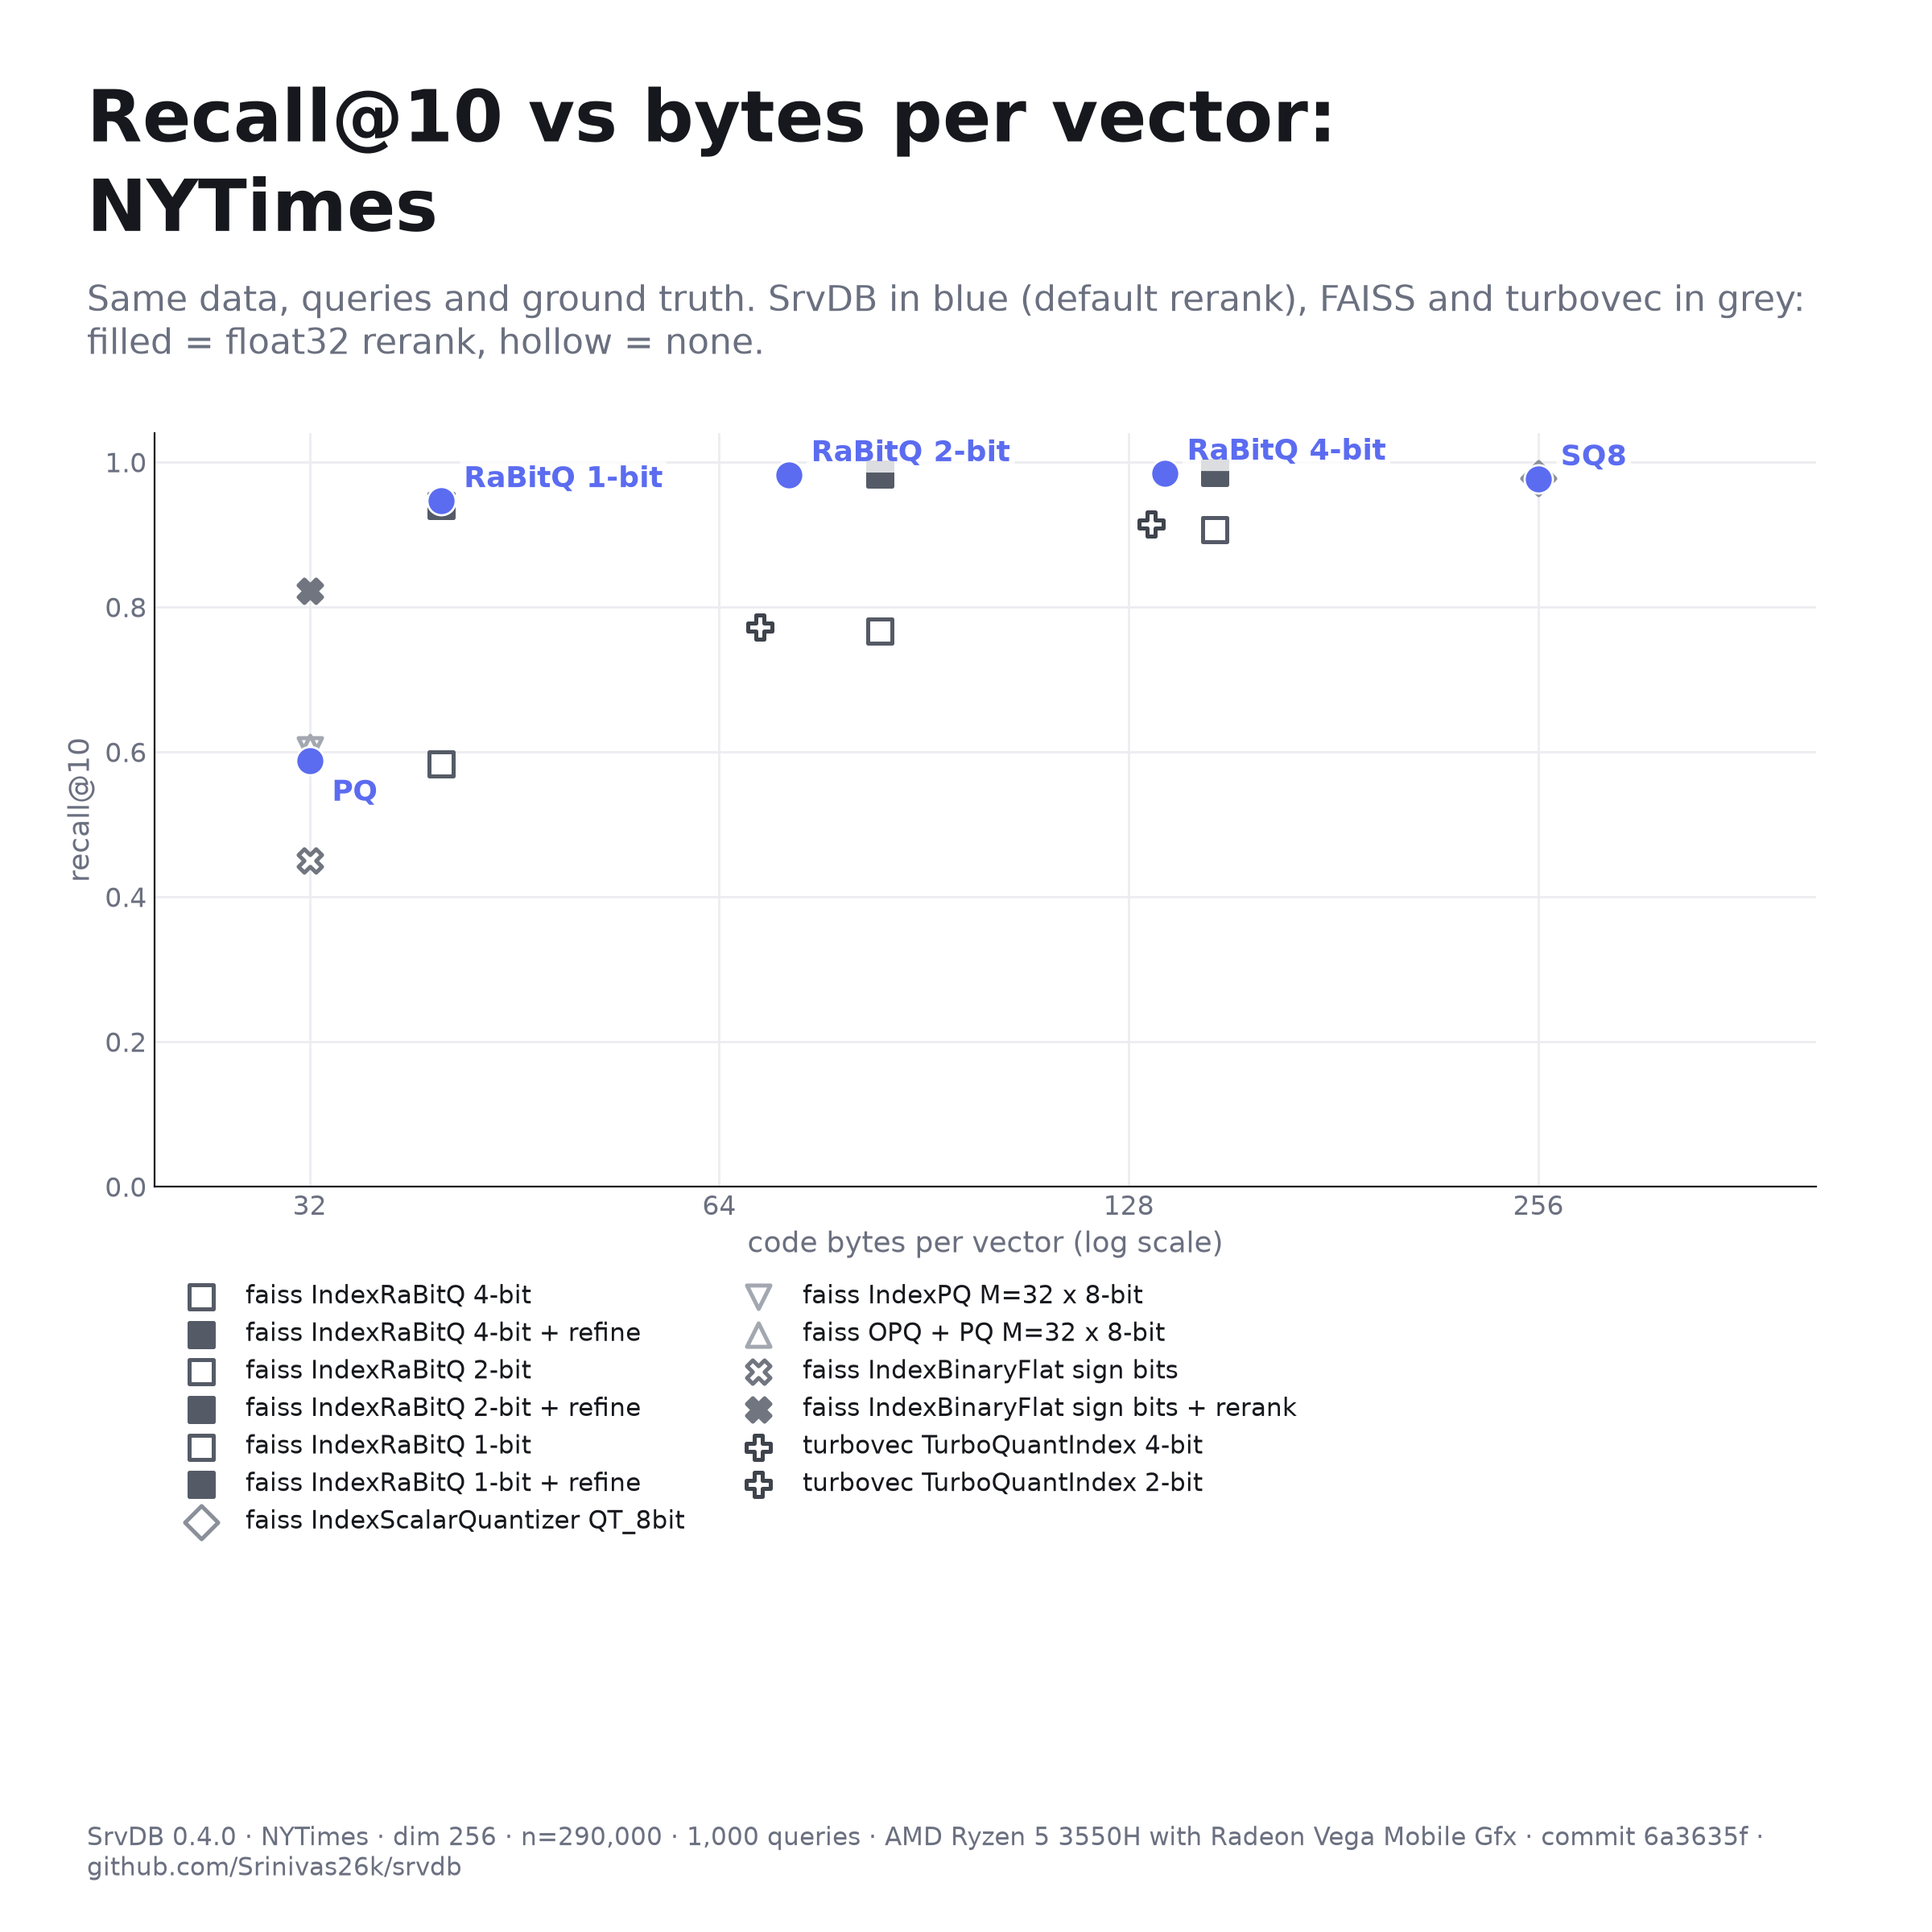 Recall@10 vs bytes per vector:
NYTimes
Same data, queries and ground truth. SrvDB in blue (default rerank), FAISS and turbovec in grey:
filled = float32 rerank, hollow = none.
RaBitQ 1-bit
RaBitQ 2-bit
RaBitQ 4-bit
SQ8
PQ
1.0
0.8
0.6
0.4
0.2
0.0
recall@10
32
64
128
256
code bytes per vector (log scale)
faiss IndexRaBitQ 4-bit
faiss IndexRaBitQ 4-bit + refine
faiss IndexRaBitQ 2-bit
faiss IndexRaBitQ 2-bit + refine
faiss IndexRaBitQ 1-bit
faiss IndexRaBitQ 1-bit + refine
faiss IndexScalarQuantizer QT_8bit
faiss IndexPQ M=32 x 8-bit
faiss OPQ + PQ M=32 x 8-bit
faiss IndexBinaryFlat sign bits
faiss IndexBinaryFlat sign bits + rerank
turbovec TurboQuantIndex 4-bit
turbovec TurboQuantIndex 2-bit
SrvDB 0.4.0 · NYTimes · dim 256 · n=290,000 · 1,000 queries · AMD Ryzen 5 3550H with Radeon Vega Mobile Gfx · commit 6a3635f ·
github.com/Srinivas26k/srvdb